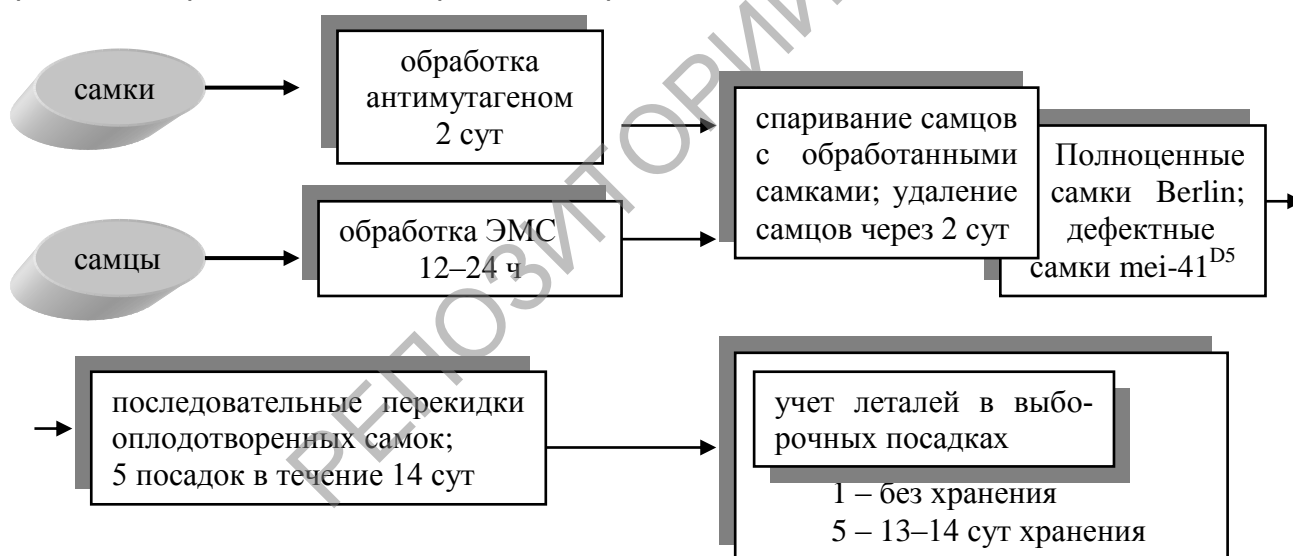 самки
обработка
антимутагеном
2 сут
спаривание самцов
с обработанными
самками; удаление
самцов через 2 сут
Полноценные
самки Berlin;
дефектные
самки mei-41D5
самцы
обработка ЭМС
12–24 ч
последовательные перекидки
оплодотворенных самок;
5 посадок в течение 14 сут
учет леталей в выбо-
рочных посадках
1 – без хранения
5 – 13–14 сут хранения
РЕПОЗИТОРИЙ